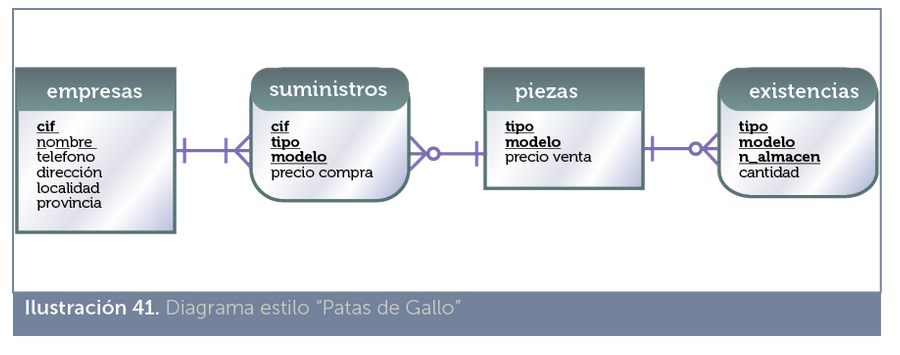 empresas
cif
nombre
telefono
dirección
localidad
provincia
suministros
cif
tipo
modelo
precio compra
piezas
tipo
modelo
precio venta
existencias
tipo
modelo
n_almacen
cantidad
Ilustración 41. Diagrama estilo “Patas de Gallo”